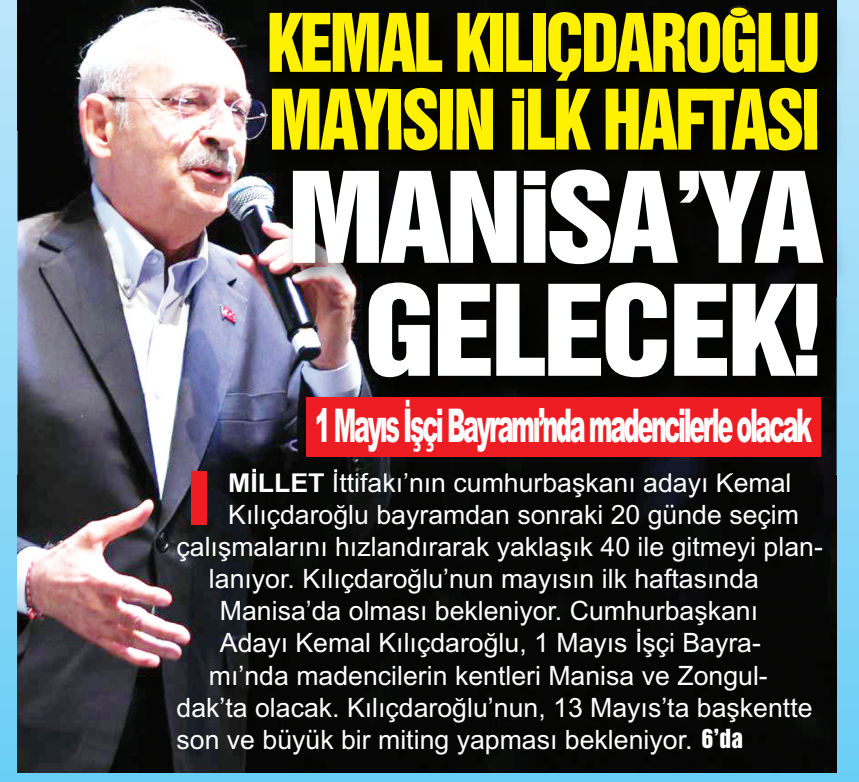 KEMAL KILIÇDAROĞLU
MAYISIN İLK HAFTASI
MANİSA'YA
GELECEK!
1 Mayıs İşçi Bayramı'nda madencilerle olacak
MİLLET İttifakı'nın cumhurbaşkanı adayı Kemal
Kılıçdaroğlu bayramdan sonraki 20 günde seçim
çalışmalarını hızlandırarak yaklaşık 40 ile gitmeyi plan-
lanıyor. Kılıçdaroğlu'nun mayısın ilk haftasında
Manisa'da olması bekleniyor. Cumhurbaşkanı
Adayı Kemal Kılıçdaroğlu, 1 Mayıs İşçi Bayra-
mı'nda madencilerin kentleri Manisa ve Zongul-
dak'ta olacak. Kılıçdaroğlu'nun, 13 Mayıs'ta başkentte
son ve büyük bir miting yapması bekleniyor. 6'da